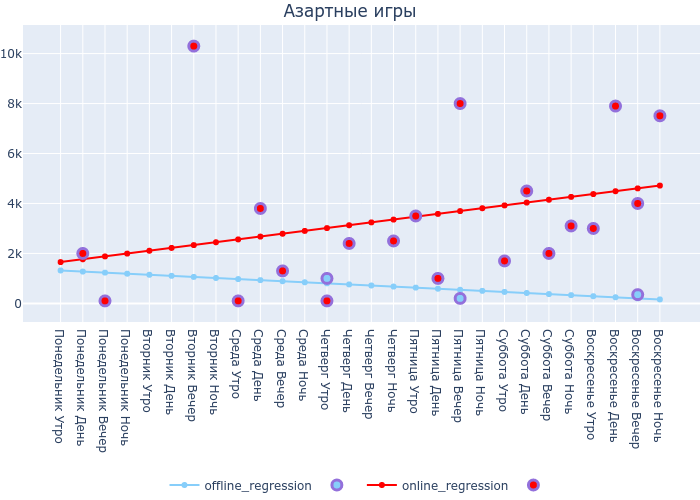 Азартные игры
10k
8k
6k
4k
2k
0
Понедельник Утро
Понедельник День
Понедельник Вечер
Понедельник Ночь
Вторник Утро
Вторник День
Вторник Вечер
Вторник Ночь
Среда Утро
Среда День
Среда Вечер
Среда Ночь
Четверг Утро
Четверг День
Четверг Вечер
Четверг Ночь
Пятница Утро
Пятница День
Пятница Вечер
Пятница Ночь
Суббота Утро
Суббота День
Суббота Вечер
Суббота Ночь
Воскресенье Утро
Воскресенье День
Воскресенье Вечер
Воскресенье Ночь
offline_regression
online_regression